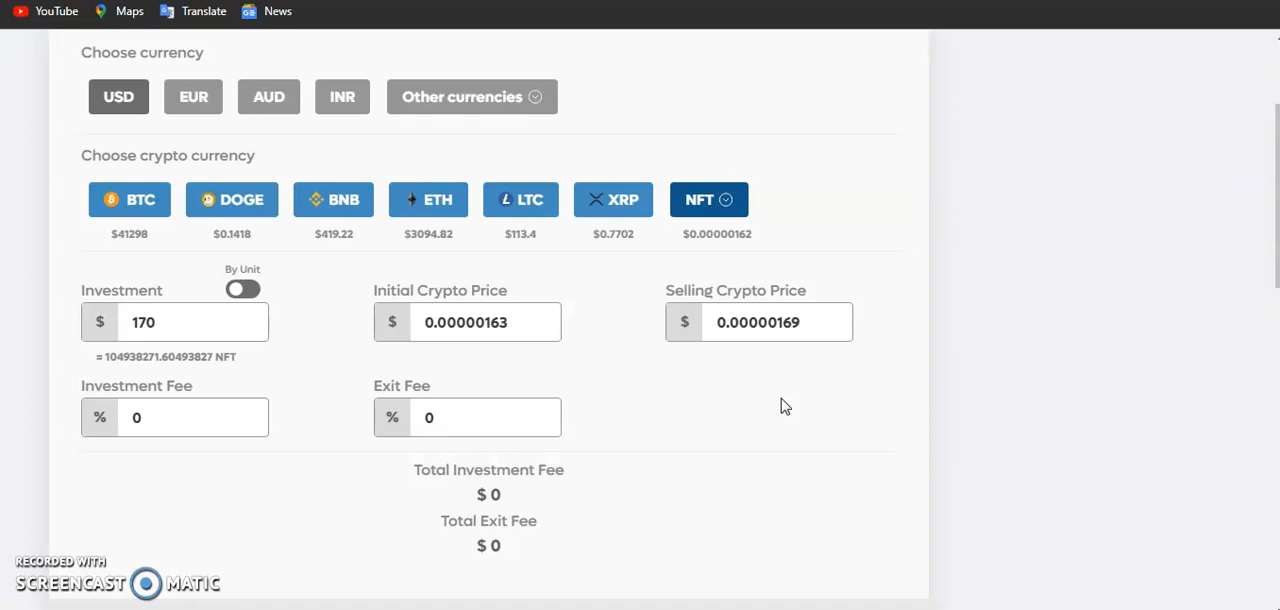 YouTube Maps Translate News
Choose currency
USD EUR AUD INR Other currencies
Choose crypto currency
BTC DOGE BNB ETH LTC XRP NFT
$41298 $0.1418 $419.22 $3094.82 $113.4 $0.7702 $0.00000162
By Unit
Investment Initial Crypto Price Selling Crypto Price
$ 170 $ 0.00000163 $ 0.00000169
= 104938271.60493827 NFT
Investment Fee Exit Fee
% 0 % 0
Total Investment Fee
$ 0
Total Exit Fee
$ 0
RECORDED WITH
SCREENCAST MATIC